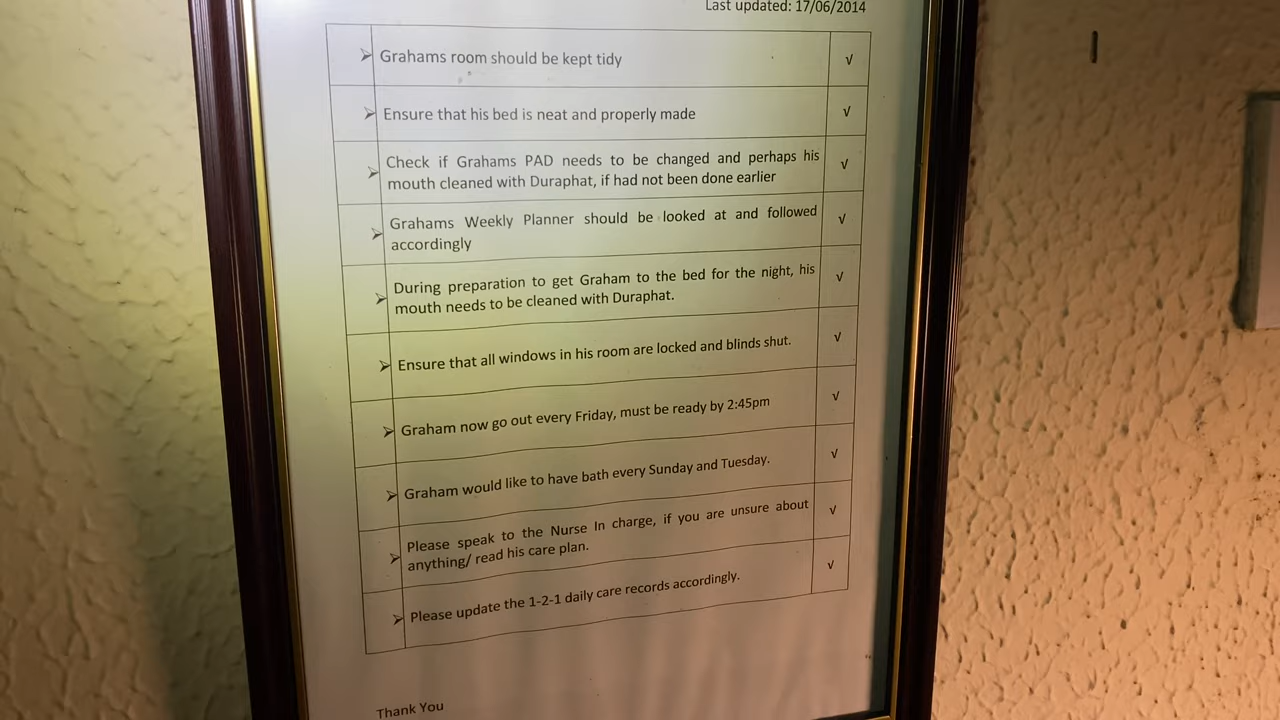 Last updated: 17/06/2014
➢ Grahams room should be kept tidy √
➢ Ensure that his bed is neat and properly made √
➢ Check if Grahams PAD needs to be changed and perhaps his √
mouth cleaned with Duraphat, if had not been done earlier
➢ Grahams Weekly Planner should be looked at and followed √
accordingly
➢ During preparation to get Graham to the bed for the night, his √
mouth needs to be cleaned with Duraphat.
➢ Ensure that all windows in his room are locked and blinds shut. √
➢ Graham now go out every Friday, must be ready by 2:45pm √
➢ Graham would like to have bath every Sunday and Tuesday. √
➢ Please speak to the Nurse In charge, if you are unsure about √
anything/ read his care plan.
➢ Please update the 1-2-1 daily care records accordingly. √
Thank You